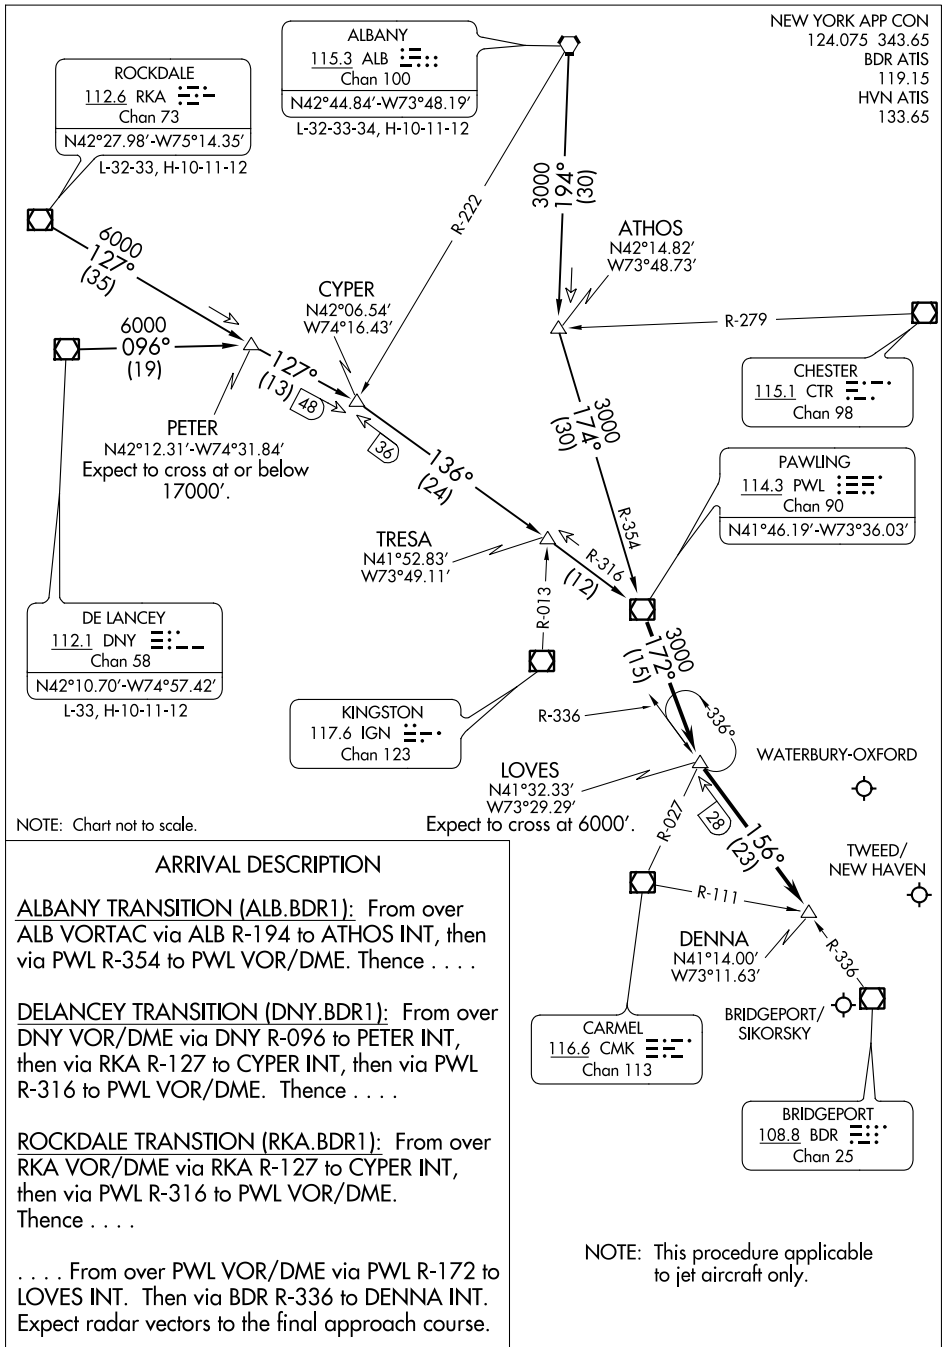 NEW YORK APP CON
124.075 343.65
BDR ATIS
119.15
HVN ATIS
133.65
ALBANY
115.3 ALB
Chan 100
N42°44.84′-W73°48.19′
L-32-33-34, H-10-11-12
ROCKDALE
112.6 RKA
Chan 73
N42°27.98′-W75°14.35′
L-32-33, H-10-11-12
R-222
3000
194°
(30)
ATHOS
N42°14.82′
W73°48.73′
6000
127°
(35)
CYPER
N42°06.54′
W74°16.43′
R-279
6000
096°
(19)
127°
(13)
48
CHESTER
115.1 CTR
Chan 98
PETER
N42°12.31′-W74°31.84′
Expect to cross at or below
17000′.
36
136°
(24)
3000
174°
(30)
R-354
PAWLING
114.3 PWL
Chan 90
N41°46.19′-W73°36.03′
TRESA
N41°52.83′
W73°49.11′
R-316
(12)
R-013
DE LANCEY
112.1 DNY
Chan 58
N42°10.70′-W74°57.42′
L-33, H-10-11-12
3000
172°
(15)
KINGSTON
117.6 IGN
Chan 123
R-336
336°
LOVES
N41°32.33′
W73°29.29′
Expect to cross at 6000′.
WATERBURY-OXFORD
R-027
28
156°
(23)
TWEED/
NEW HAVEN
R-111
DENNA
N41°14.00′
W73°11.63′
R-336
BRIDGEPORT/
SIKORSKY
CARMEL
116.6 CMK
Chan 113
BRIDGEPORT
108.8 BDR
Chan 25
NOTE: Chart not to scale.
ARRIVAL DESCRIPTION
ALBANY TRANSITION (ALB.BDR1): From over
ALB VORTAC via ALB R-194 to ATHOS INT, then
via PWL R-354 to PWL VOR/DME. Thence . . . .
DELANCEY TRANSITION (DNY.BDR1): From over
DNY VOR/DME via DNY R-096 to PETER INT,
then via RKA R-127 to CYPER INT, then via PWL
R-316 to PWL VOR/DME. Thence . . . .
ROCKDALE TRANSTION (RKA.BDR1): From over
RKA VOR/DME via RKA R-127 to CYPER INT,
then via PWL R-316 to PWL VOR/DME.
Thence . . . .
. . . . From over PWL VOR/DME via PWL R-172 to
LOVES INT. Then via BDR R-336 to DENNA INT.
Expect radar vectors to the final approach course.
NOTE: This procedure applicable
to jet aircraft only.